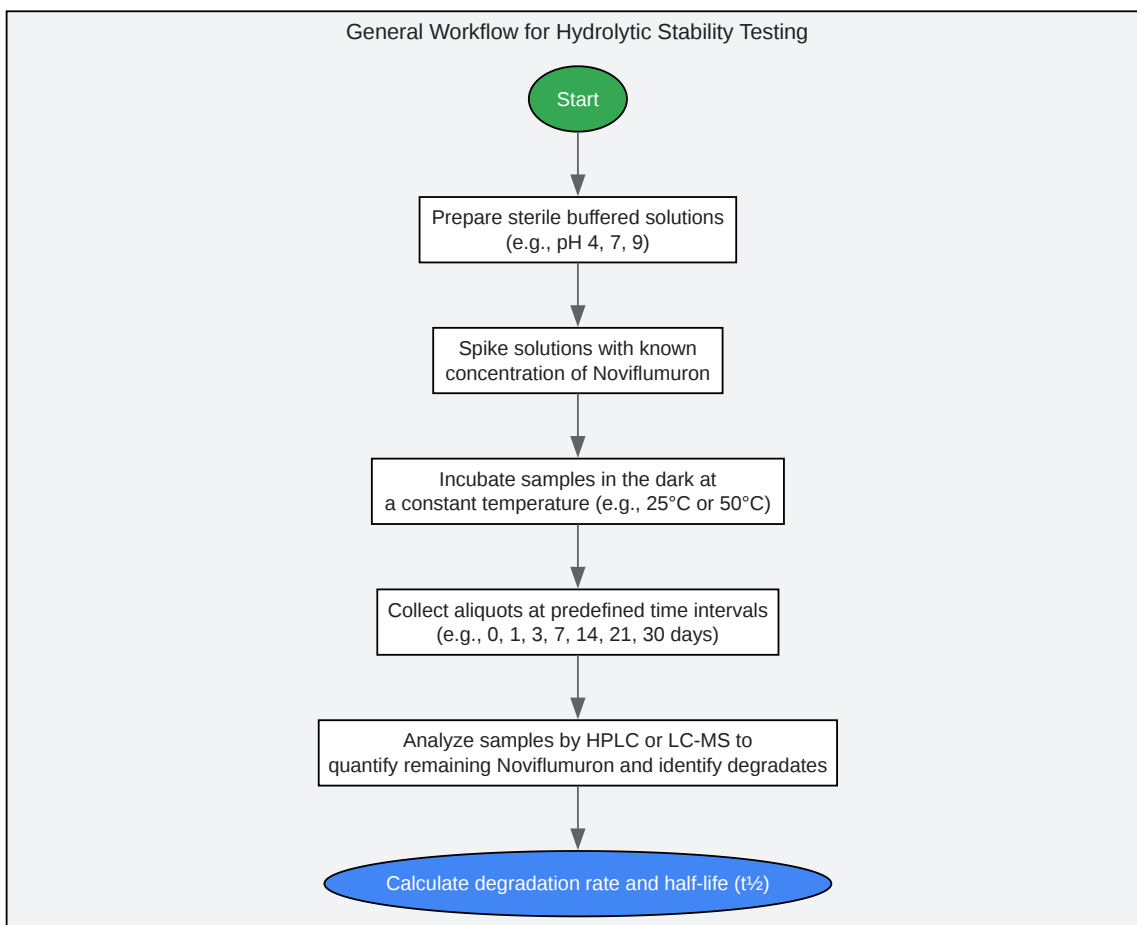 General Workflow for Hydrolytic Stability Testing
Start
Prepare sterile buffered solutions
(e.g., pH 4, 7, 9)
Spike solutions with known
concentration of Noviflumuron
Incubate samples in the dark at
a constant temperature (e.g., 25°C or 50°C)
Collect aliquots at predefined time intervals
(e.g., 0, 1, 3, 7, 14, 21, 30 days)
Analyze samples by HPLC or LC-MS to
quantify remaining Noviflumuron and identify degradates
Calculate degradation rate and half-life (t½)